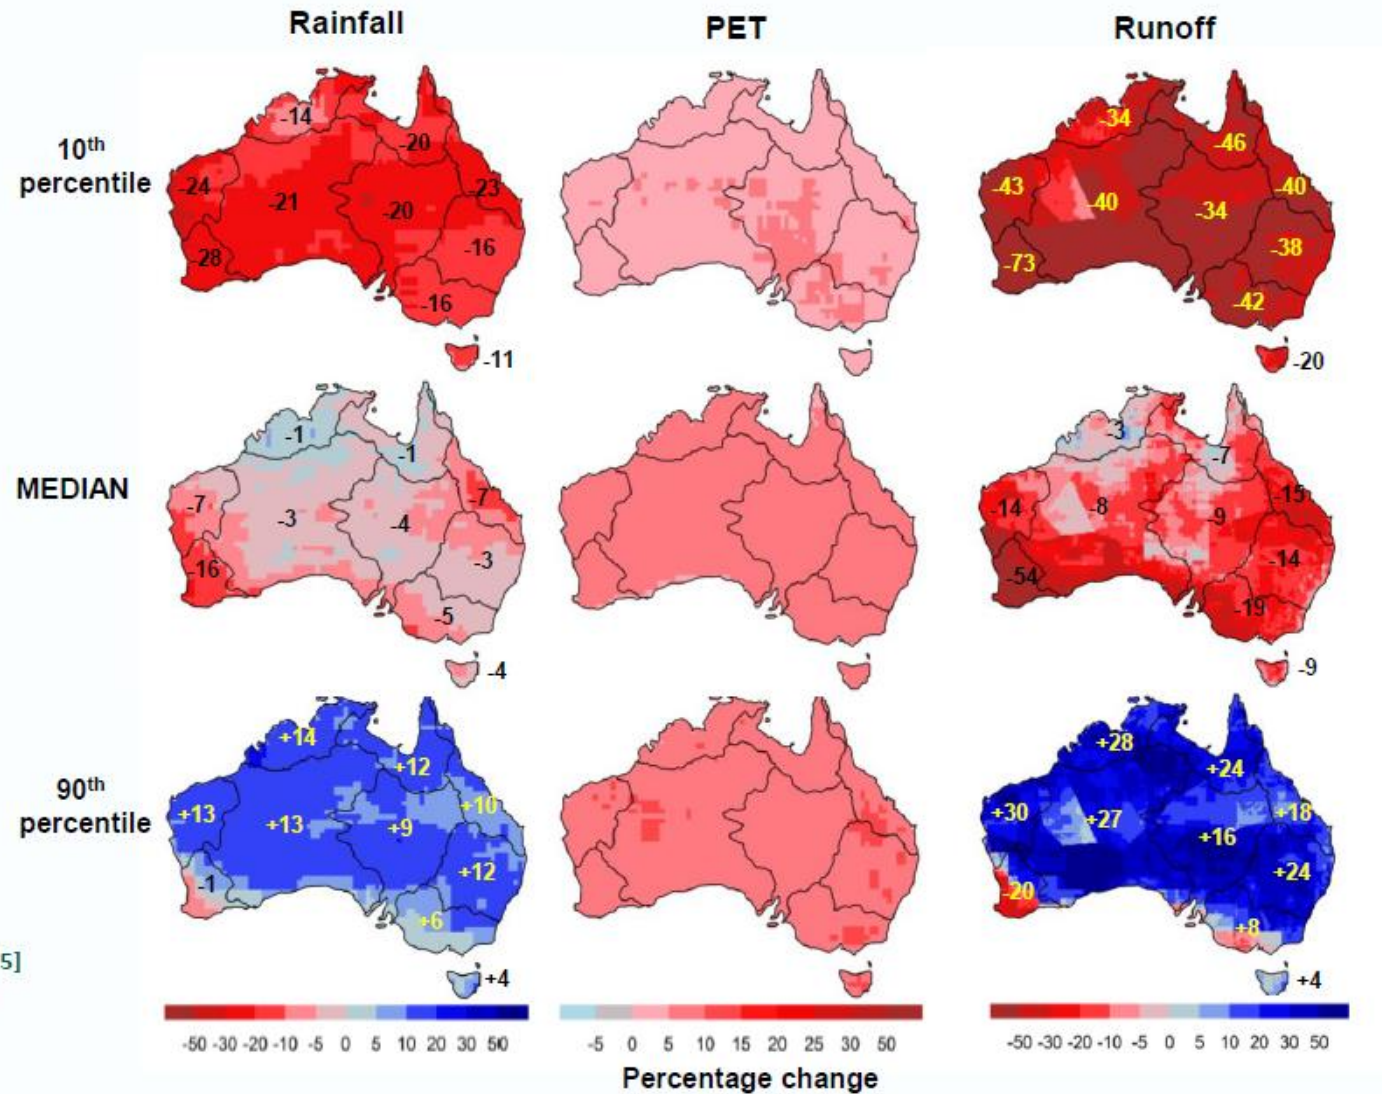 Rainfall PET Runoff
10th percentile
-14
-20
-24 -21 -20 -23
-28 -16
-16
-11
-34
-46
-43 -40 -34 -40
-73 -38
-42
-20
MEDIAN
-1
-1
-7 -3 -4 -7
-16 -3
-5
-4
-3
-7
-14 -8 -9 -15
-54 -14
-19
-9
90th percentile
+14
+12
+13 +13 +9 +10
-1 +12
+6
+4
+28
+24
+30 +27 +16 +18
-20 +24
+8
+4
5]
-50 -30 -20 -10 -5 0 5 10 20 30 50
-5 0 5 10 15 20 25 30 50
-50 -30 -20 -10 -5 0 5 10 20 30 50
Percentage change